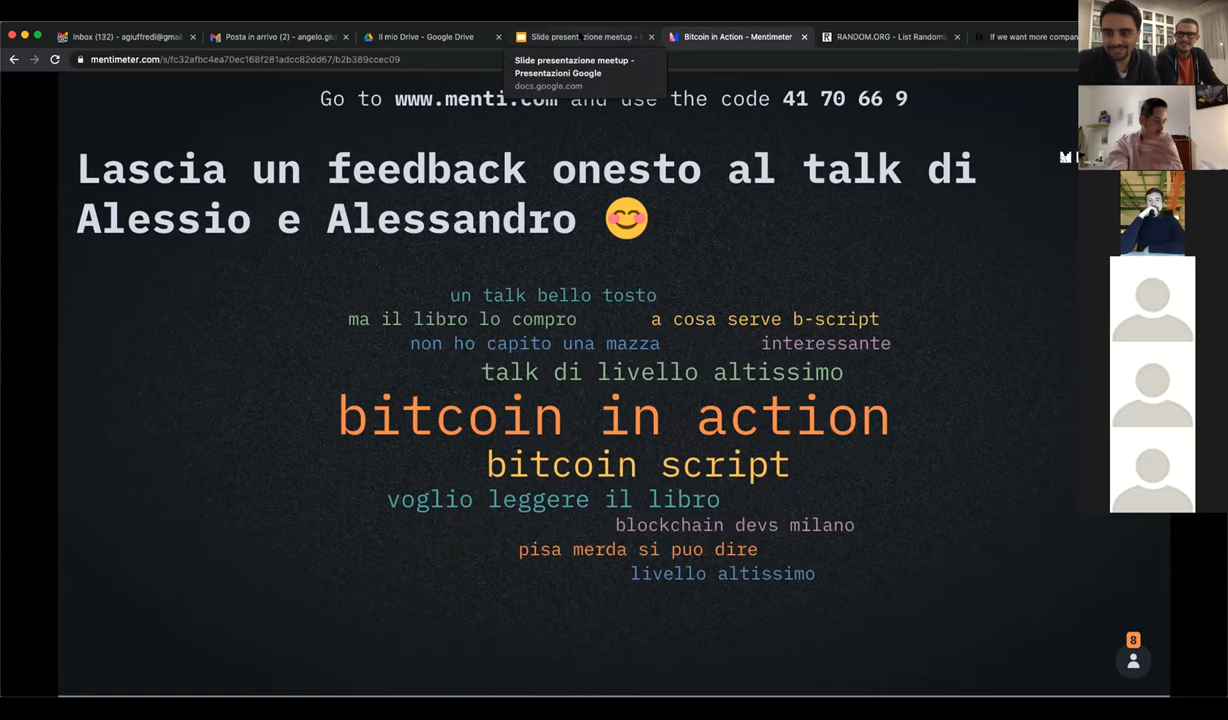 Inbox (132) - agiuffredi@gmai
Posta in arrivo (2) - angelo.giu
Il mio Drive - Google Drive
Slide presentazione meetup -
Bitcoin in Action - Mentimeter
RANDOM.ORG - List Randomiz
If we want more compan
mentimeter.com/s/fc32afbc4ea70ec168f281adcc82dd67/b2b389ccec09
Slide presentazione meetup -
Presentazioni Google
docs.google.com
Go to www.menti.com and use the code 41 70 66 9
Lascia un feedback onesto al talk di
Alessio e Alessandro 😊
un talk bello tosto
ma il libro lo compro
a cosa serve b-script
non ho capito una mazza
interessante
talk di livello altissimo
bitcoin in action
bitcoin script
voglio leggere il libro
blockchain devs milano
pisa merda si puo dire
livello altissimo
8